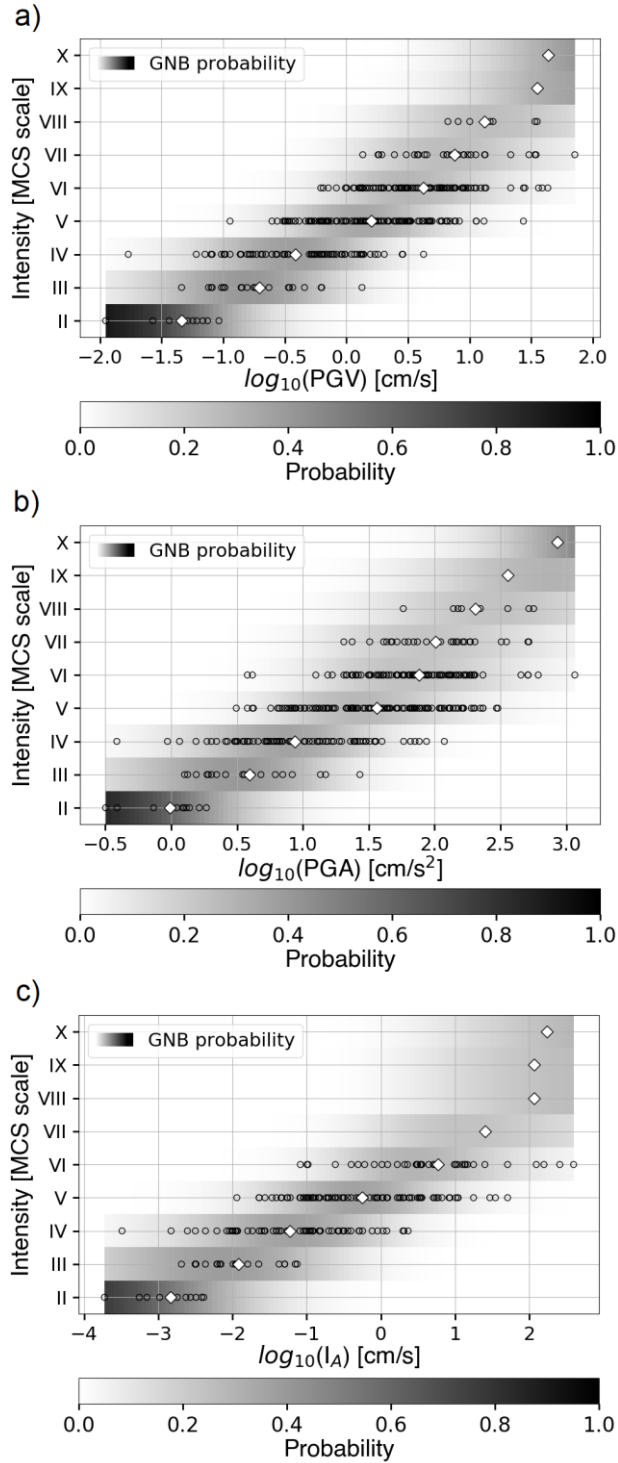 a)
X
IX
VIII
VII
VI
V
IV
III
II
Intensity [MCS scale]
GNB probability
−2.0 −1.5 −1.0 −0.5 0.0 0.5 1.0 1.5 2.0
log10(PGV) [cm/s]
0.0 0.2 0.4 0.6 0.8 1.0
Probability
b)
X
IX
VIII
VII
VI
V
IV
III
II
Intensity [MCS scale]
GNB probability
−0.5 0.0 0.5 1.0 1.5 2.0 2.5 3.0
log10(PGA) [cm/s²]
0.0 0.2 0.4 0.6 0.8 1.0
Probability
c)
X
IX
VIII
VII
VI
V
IV
III
II
Intensity [MCS scale]
GNB probability
−4 −3 −2 −1 0 1 2
log10(IA) [cm/s]
0.0 0.2 0.4 0.6 0.8 1.0
Probability